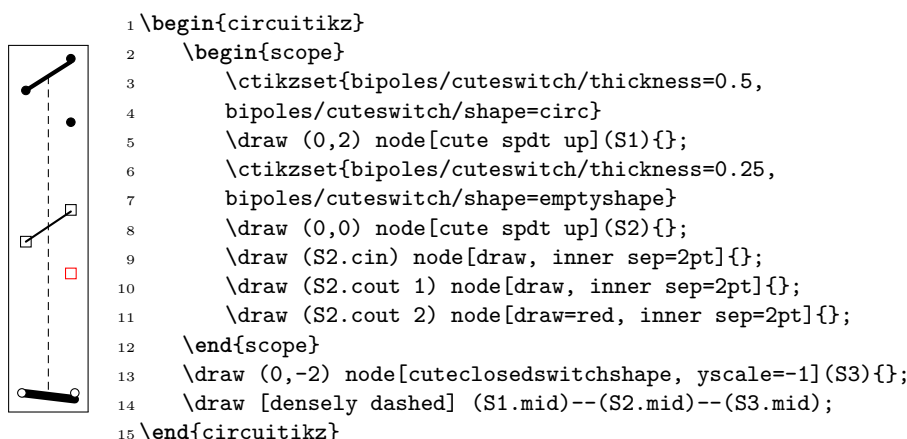 1 \begin{circuitikz}
2     \begin{scope}
3         \ctikzset{bipoles/cuteswitch/thickness=0.5,
4         bipoles/cuteswitch/shape=circ}
5         \draw (0,2) node[cute spdt up](S1){};
6         \ctikzset{bipoles/cuteswitch/thickness=0.25,
7         bipoles/cuteswitch/shape=emptyshape}
8         \draw (0,0) node[cute spdt up](S2){};
9         \draw (S2.cin) node[draw, inner sep=2pt]{};
10         \draw (S2.cout 1) node[draw, inner sep=2pt]{};
11         \draw (S2.cout 2) node[draw=red, inner sep=2pt]{};
12     \end{scope}
13     \draw (0,-2) node[cuteclosedswitchshape, yscale=-1](S3){};
14     \draw [densely dashed] (S1.mid)--(S2.mid)--(S3.mid);
15 \end{circuitikz}